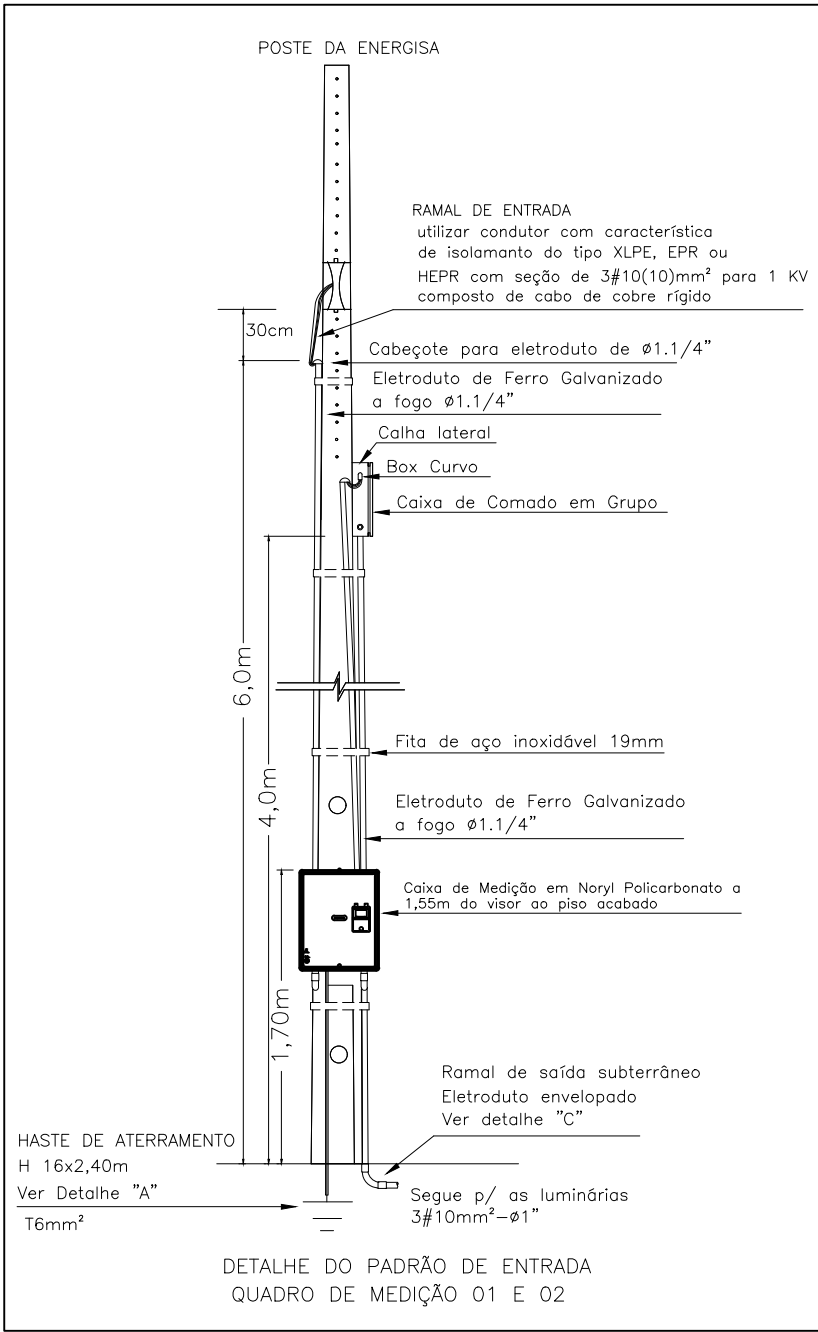 POSTE DA ENERGISA
RAMAL DE ENTRADA
utilizar condutor com característica
de isolamanto do tipo XLPE, EPR ou
HEPR com seção de 3#10(10)mm² para 1 KV
composto de cabo de cobre rígido
30cm
Cabeçote para eletroduto de ø1.1/4"
Eletroduto de Ferro Galvanizado
a fogo ø1.1/4"
Calha lateral
Box Curvo
Caixa de Comado em Grupo
6,0m
4,0m
Fita de aço inoxidável 19mm
Eletroduto de Ferro Galvanizado
a fogo ø1.1/4"
Caixa de Medição em Noryl Policarbonato a
1,55m do visor ao piso acabado
1,70m
Ramal de saída subterrâneo
Eletroduto envelopado
Ver detalhe "C"
HASTE DE ATERRAMENTO
H 16x2,40m
Ver Detalhe "A"
T6mm²
Segue p/ as luminárias
3#10mm²-ø1"
DETALHE DO PADRÃO DE ENTRADA
QUADRO DE MEDIÇÃO 01 E 02